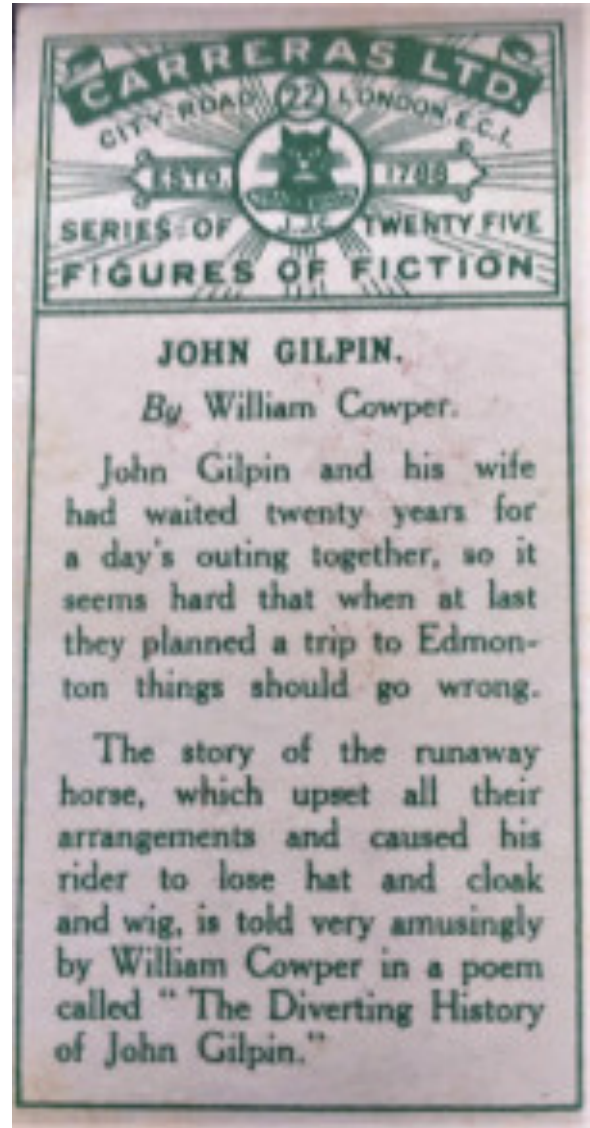 CARRERAS LTD.
CITY ROAD 22 LONDON, E.C.1.
ESTD. 1788
J.J.C.
SERIES OF TWENTY FIVE
FIGURES OF FICTION
JOHN GILPIN.
By William Cowper.
John Gilpin and his wife
had waited twenty years for
a day's outing together, so it
seems hard that when at last
they planned a trip to Edmon-
ton things should go wrong.
The story of the runaway
horse, which upset all their
arrangements and caused his
rider to lose hat and cloak
and wig, is told very amusingly
by William Cowper in a poem
called "The Diverting History
of John Gilpin."